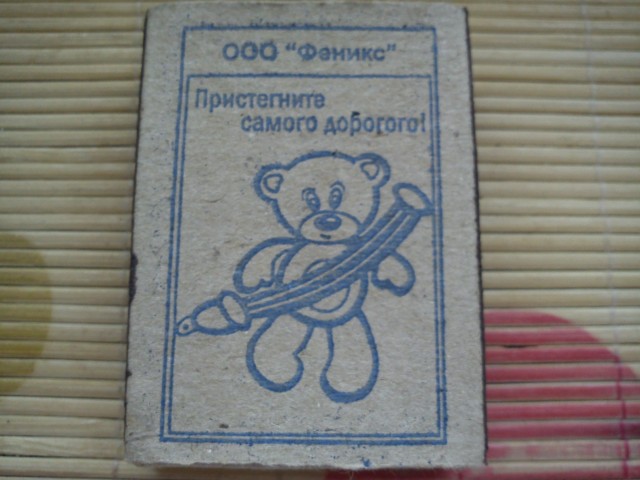 ООО "Феникс"
Пристегните
самого дорогого!